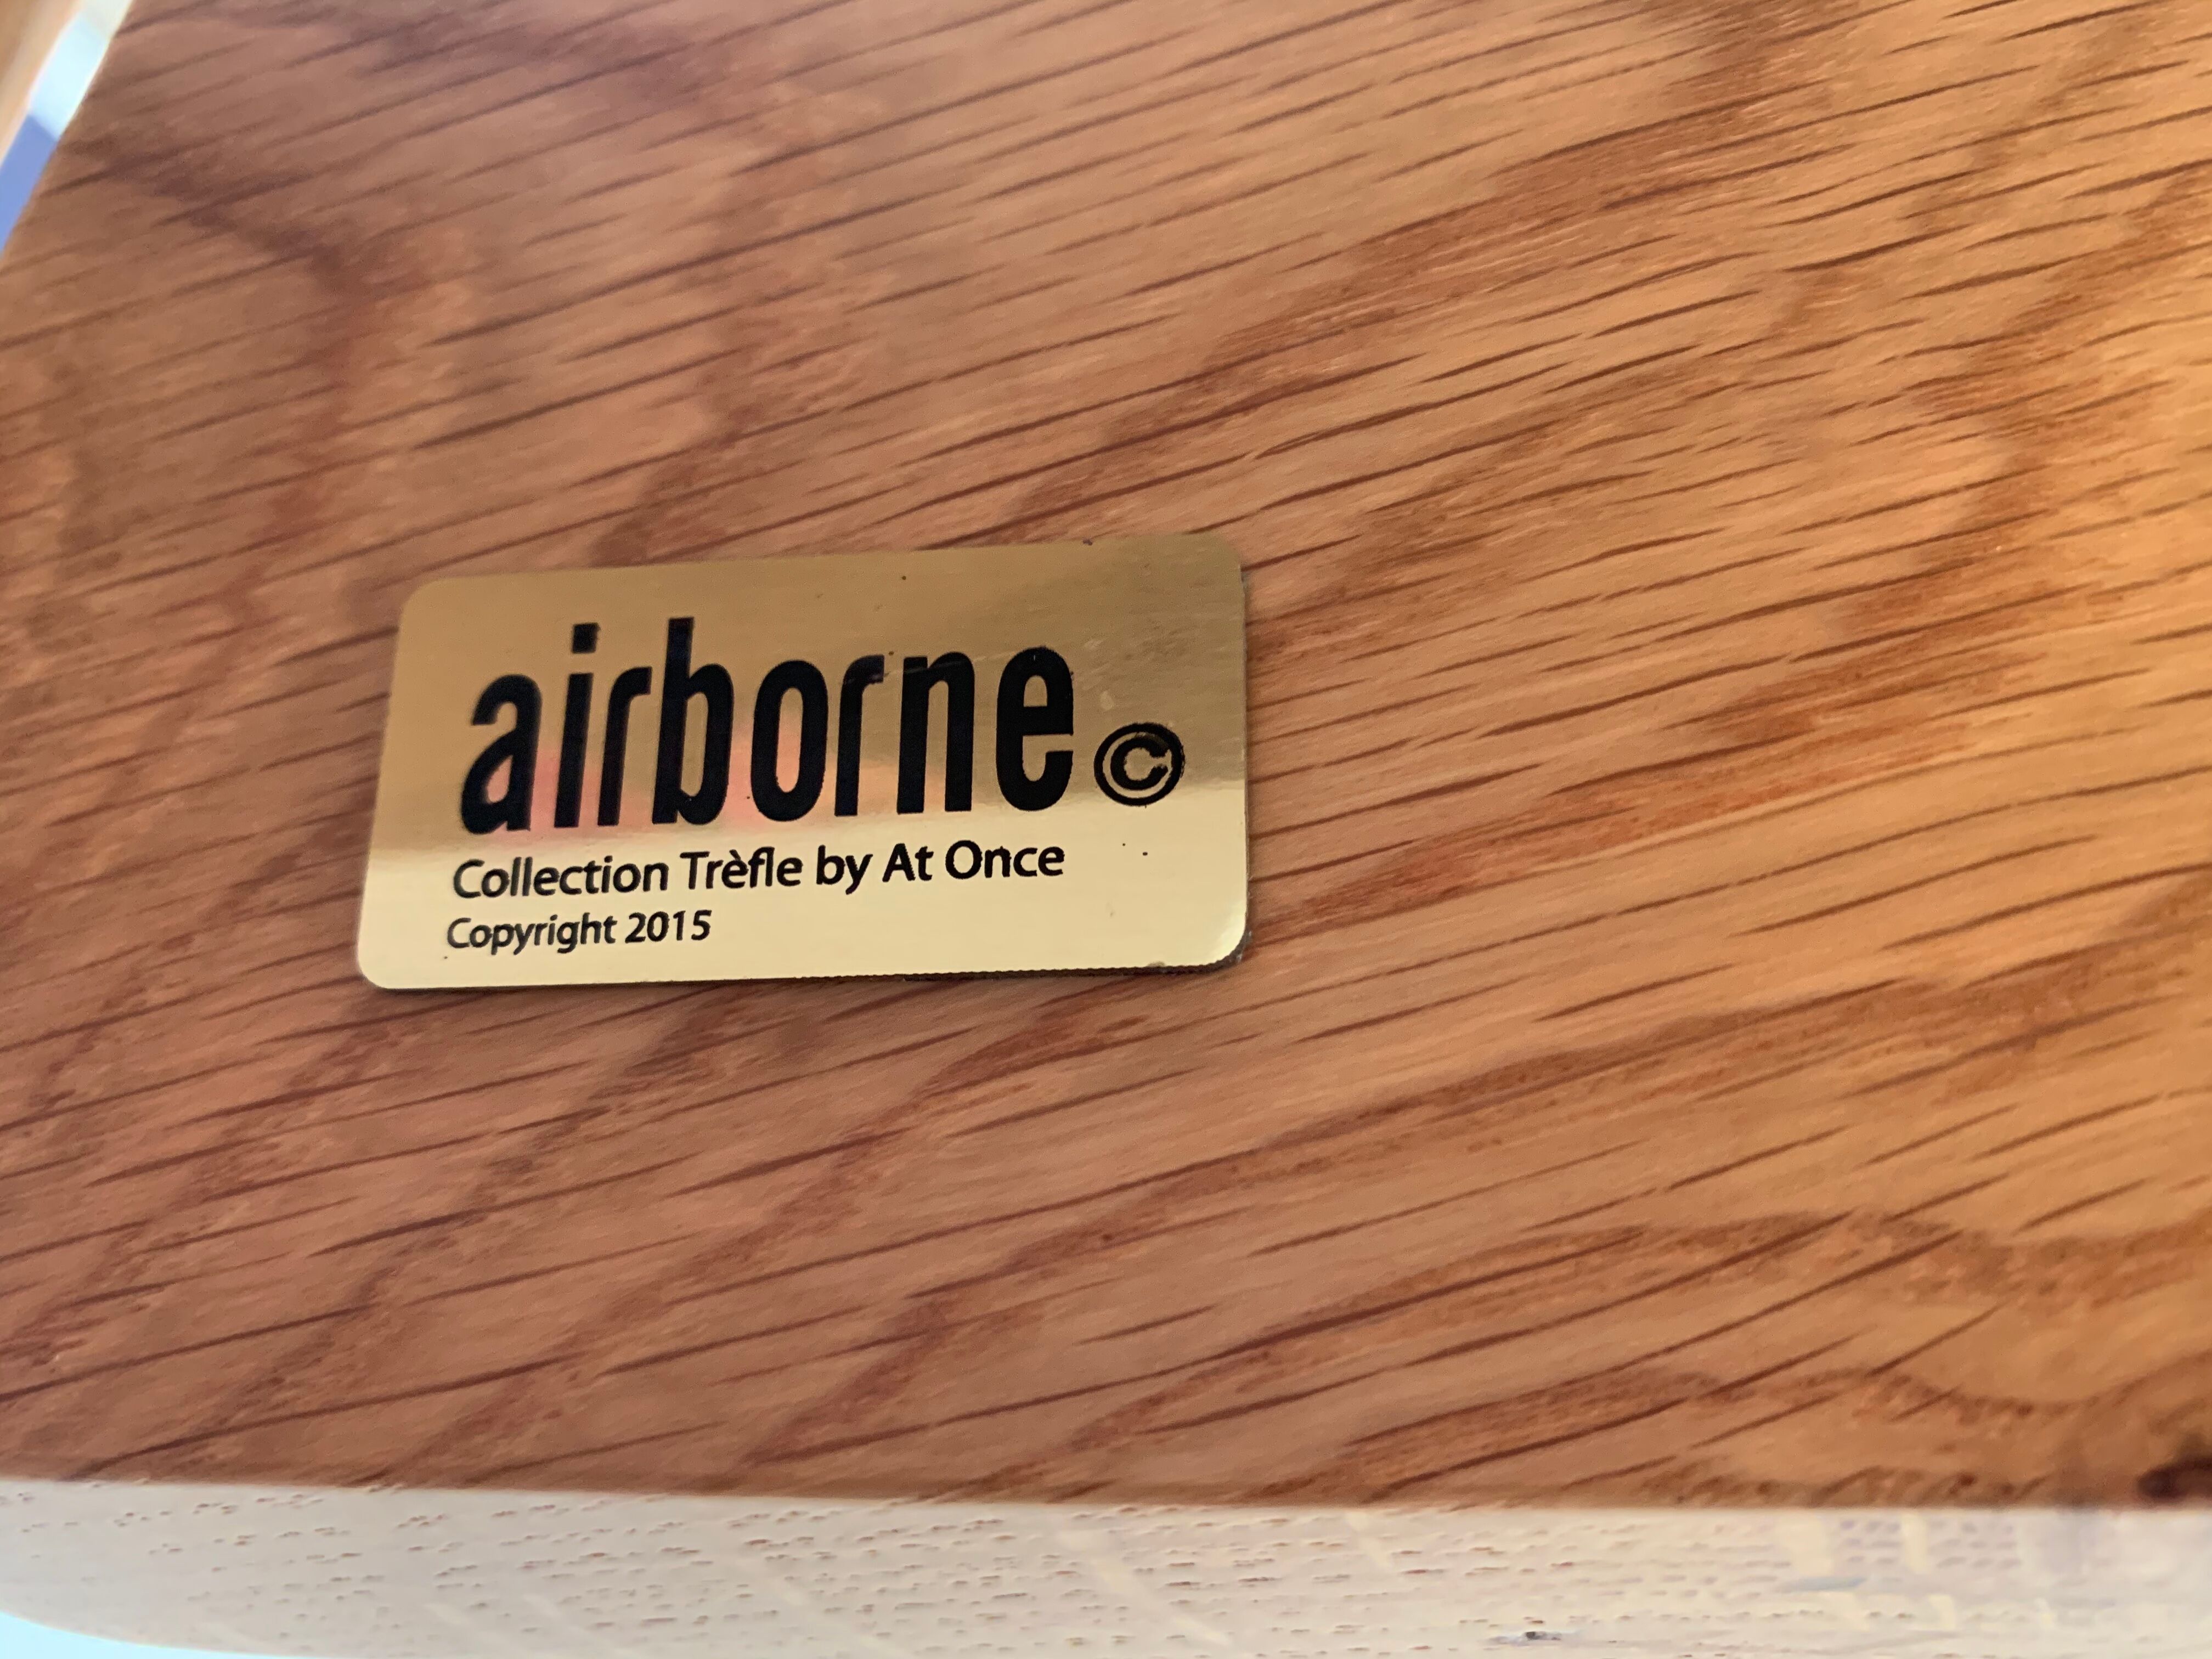 airborne ©
Collection Trèfle by At Once
Copyright 2015